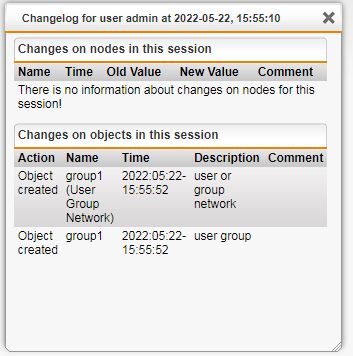 Changelog for user admin at 2022-05-22, 15:55:10
Changes on nodes in this session
Name Time Old Value New Value Comment
There is no information about changes on nodes for this
session!
Changes on objects in this session
Action Name Time Description Comment
Object group1 2022:05:22- user or
created (User 15:55:52 group
Group network
Network)
Object group1 2022:05:22- user group
created 15:55:52